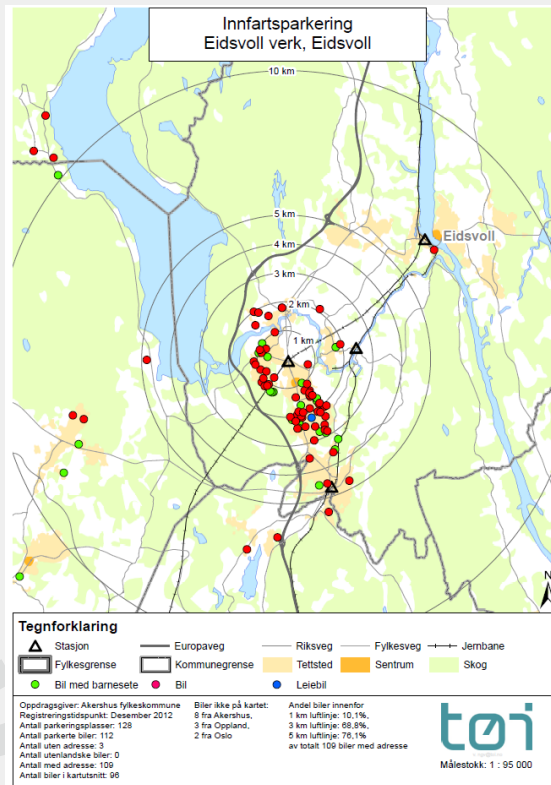 Innfartsparkering
Eidsvoll verk, Eidsvoll
10 km
5 km
4 km
3 km
2 km
1 km
Eidsvoll
N
Tegnforklaring
Stasjon
Europaveg
Riksveg
Fylkesveg
Jernbane
Fylkesgrense
Kommunegrense
Tettsted
Sentrum
Skog
Bil med barnesete
Bil
Leiebil
Oppdragsgiver: Akershus fylkeskommune
Registreringstidspunkt: Desember 2012
Antall parkeringsplasser: 128
Antall parkerte biler: 112
Antall uten adresse: 3
Antall utenlandske biler: 0
Antall med adresse: 109
Antall biler i kartutsnitt: 96
Biler ikke på kartet:
8 fra Akershus,
3 fra Oppland,
2 fra Oslo
Andel biler innenfor
1 km luftlinje: 10,1%,
3 km luftlinje: 68,8%,
5 km luftlinje: 76,1%
av totalt 109 biler med adresse
tøi
Målestokk: 1 : 95 000